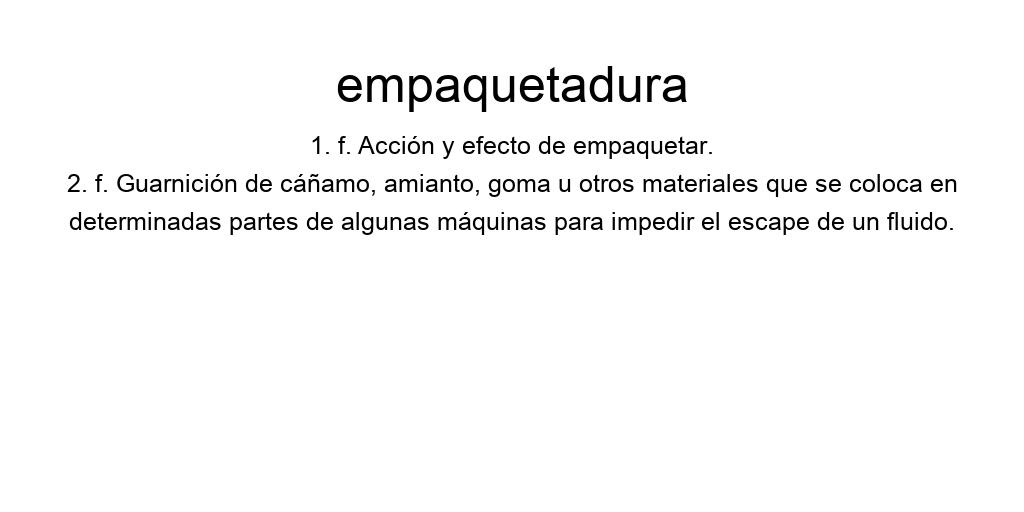 empaquetadura
1. f. Acción y efecto de empaquetar.
2. f. Guarnición de cáñamo, amianto, goma u otros materiales que se coloca en
determinadas partes de algunas máquinas para impedir el escape de un fluido.